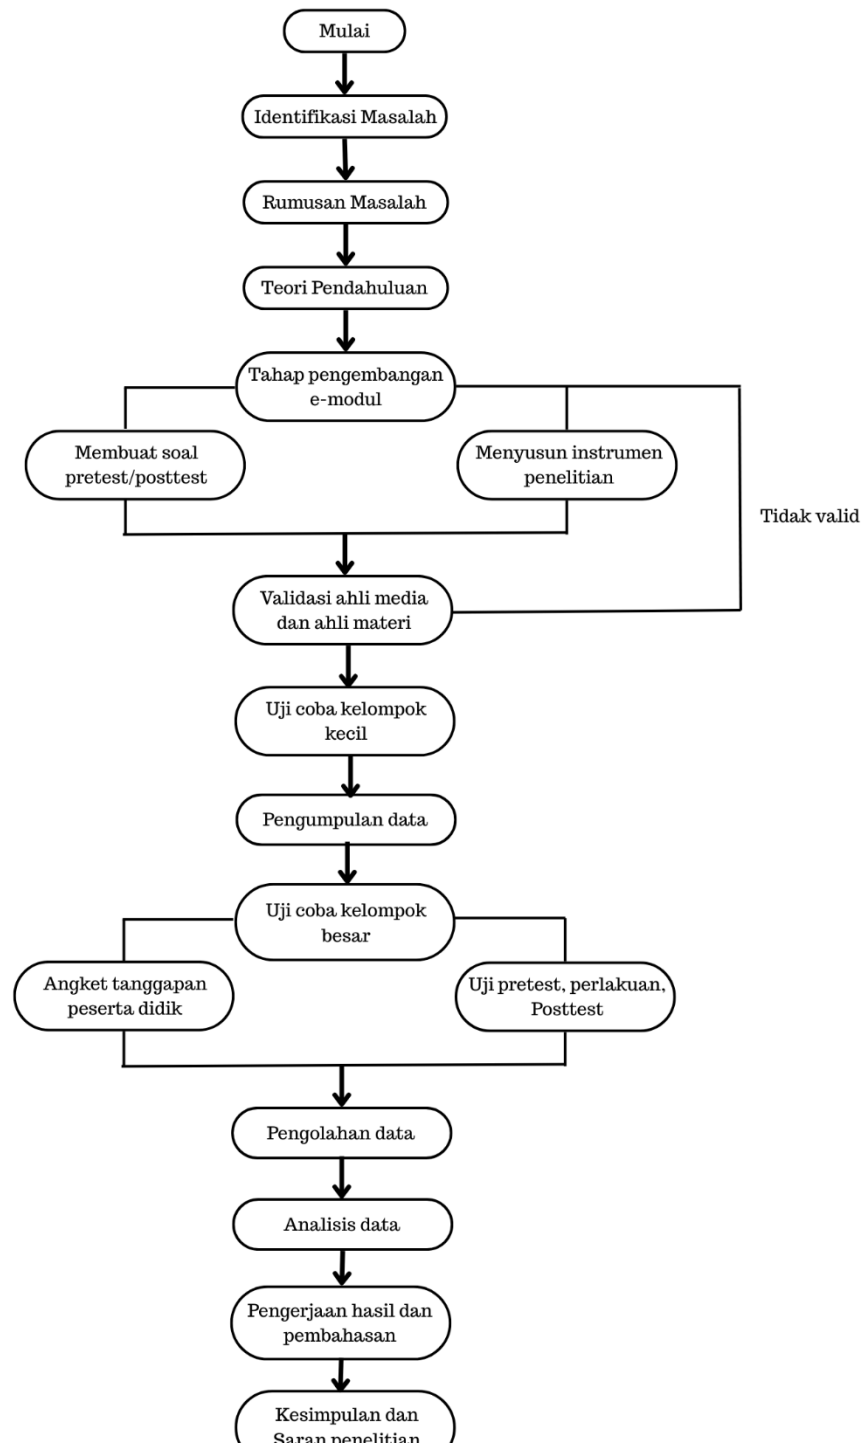 Mulai
Identifikasi Masalah
Rumusan Masalah
Teori Pendahuluan
Tahap pengembangan
e-modul
Membuat soal
pretest/posttest
Menyusun instrumen
penelitian
Tidak valid
Validasi ahli media
dan ahli materi
Uji coba kelompok
kecil
Pengumpulan data
Uji coba kelompok
besar
Angket tanggapan
peserta didik
Uji pretest, perlakuan,
Posttest
Pengolahan data
Analisis data
Pengerjaan hasil dan
pembahasan
Kesimpulan dan
Saran penelitian